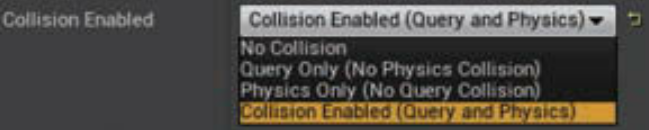 Collision Enabled
Collision Enabled (Query and Physics)
No Collision
Query Only (No Physics Collision)
Physics Only (No Query Collision)
Collision Enabled (Query and Physics)